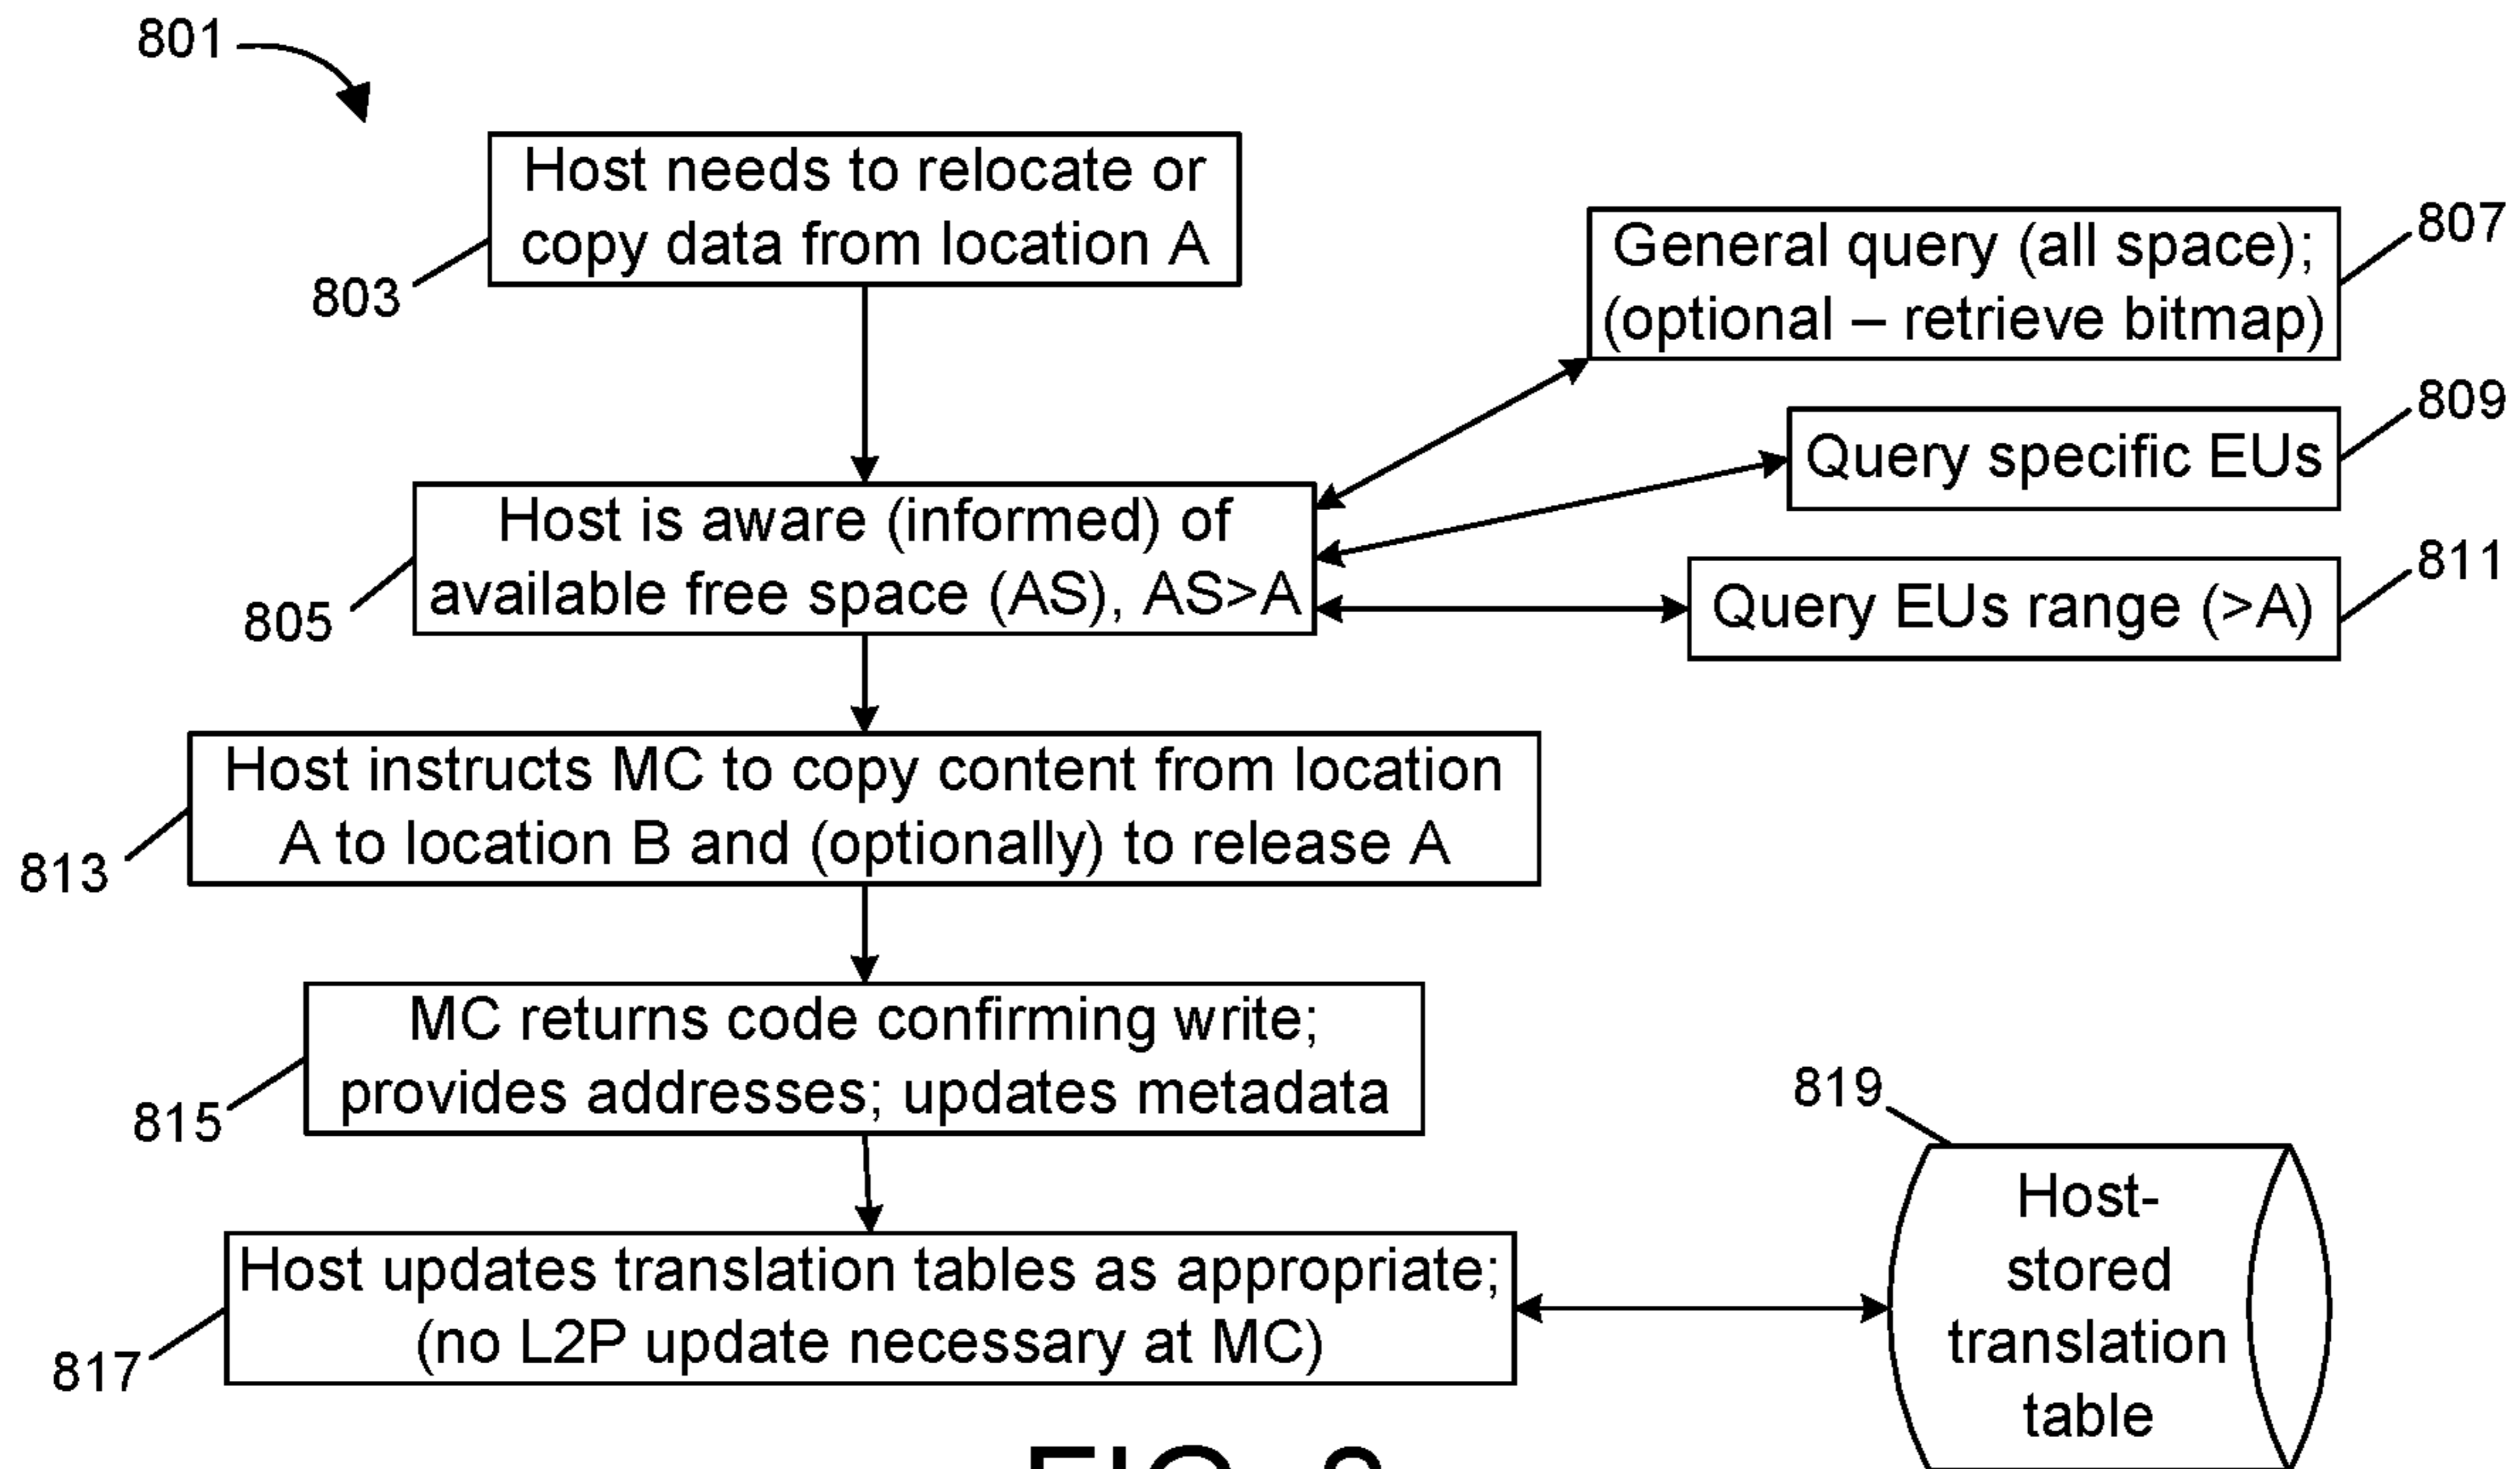 801
Host needs to relocate or
copy data from location A
803
General query (all space);
(optional – retrieve bitmap)
807
Query specific EUs
809
Host is aware (informed) of
available free space (AS), AS>A
805
Query EUs range (>A)
811
Host instructs MC to copy content from location
A to location B and (optionally) to release A
813
MC returns code confirming write;
provides addresses; updates metadata
815
819
Host updates translation tables as appropriate;
(no L2P update necessary at MC)
817
Host-
stored
translation
table